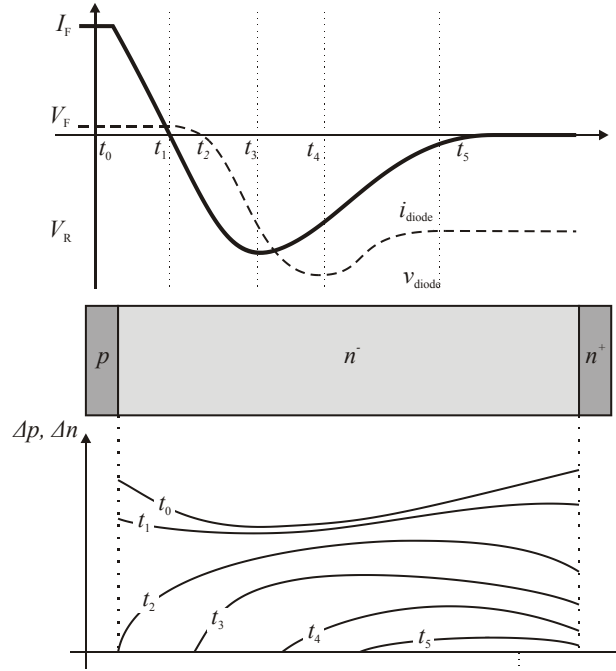 I_F
V_F
t_0 t_1 t_2 t_3 t_4 t_5
V_R
i_diode
v_diode
p n^- n^+
Δp, Δn
t_0
t_1
t_2
t_3
t_4
t_5